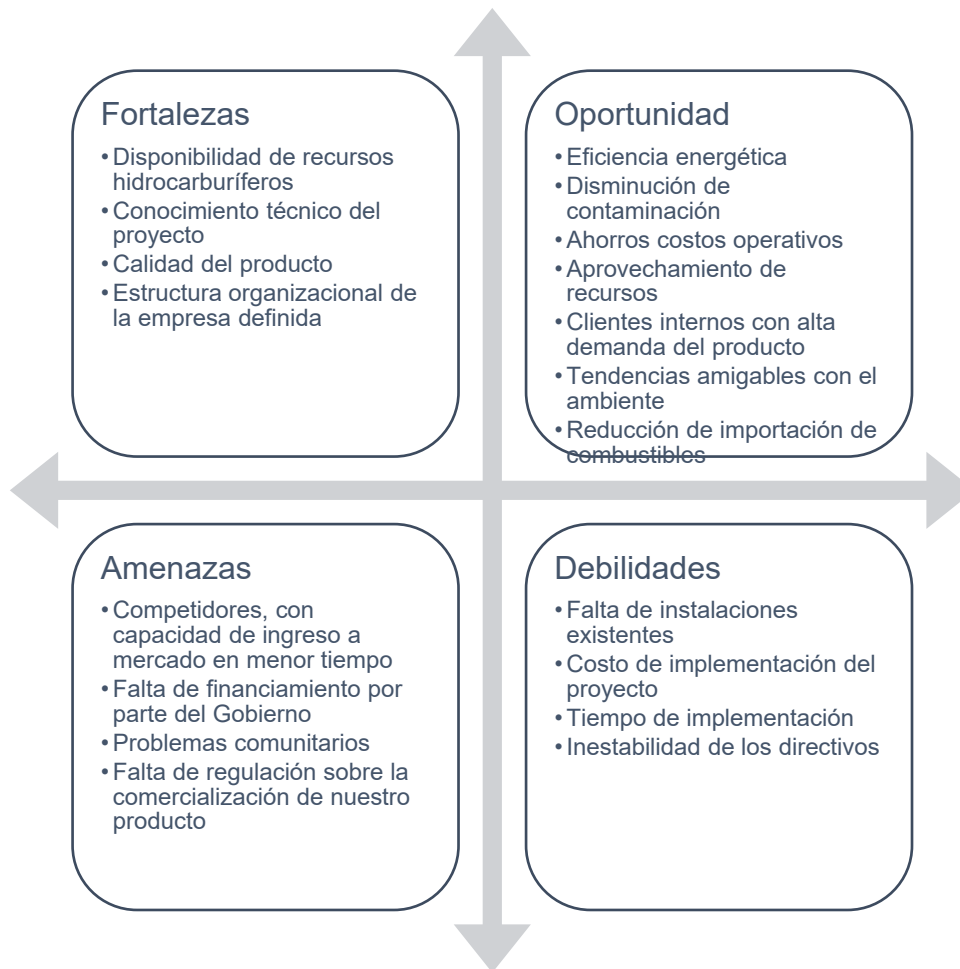 Fortalezas
•Disponibilidad de recursos
hidrocarburíferos
•Conocimiento técnico del
proyecto
•Calidad del producto
•Estructura organizacional de
la empresa definida
Oportunidad
•Eficiencia energética
•Disminución de
contaminación
•Ahorros costos operativos
•Aprovechamiento de
recursos
•Clientes internos con alta
demanda del producto
•Tendencias amigables con el
ambiente
•Reducción de importación de
combustibles
Amenazas
•Competidores, con
capacidad de ingreso a
mercado en menor tiempo
•Falta de financiamiento por
parte del Gobierno
•Problemas comunitarios
•Falta de regulación sobre la
comercialización de nuestro
producto
Debilidades
•Falta de instalaciones
existentes
•Costo de implementación del
proyecto
•Tiempo de implementación
•Inestabilidad de los directivos